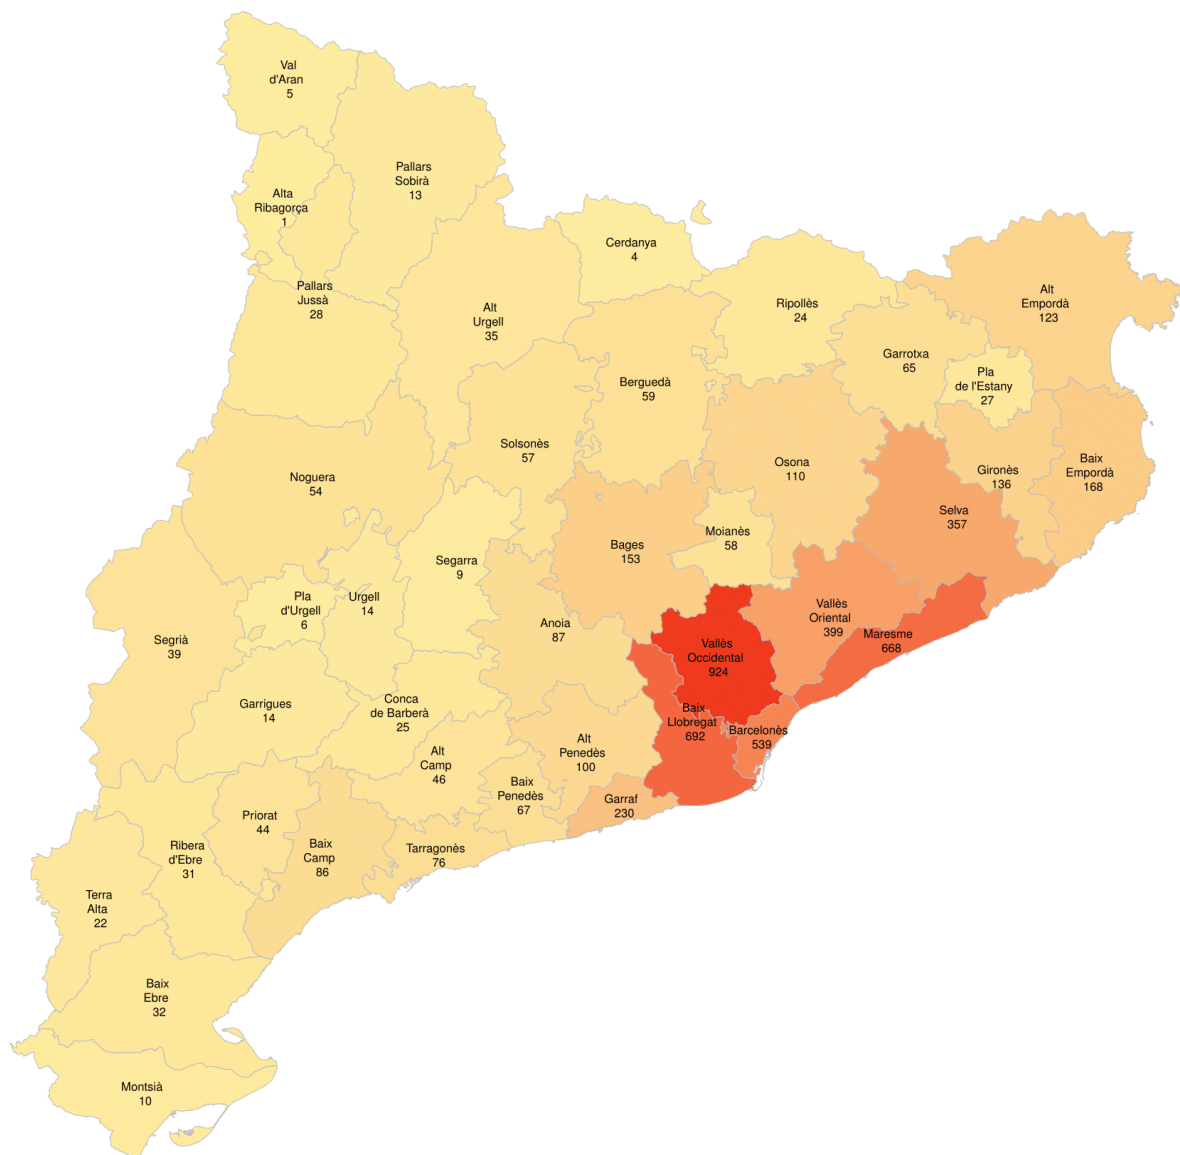 Val
d'Aran
5
Pallars
Sobirà
13
Alta
Ribagorça
1
Cerdanya
4
Pallars
Jussà
28
Alt
Urgell
35
Ripollès
24
Alt
Empordà
123
Garrotxa
65
Pla
de l'Estany
27
Berguedà
59
Solsonès
57
Noguera
54
Osona
110
Gironès
136
Baix
Empordà
168
Selva
357
Moianès
58
Bages
153
Segarra
9
Pla
d'Urgell
6
Urgell
14
Anoia
87
Vallès
Oriental
399
Maresme
668
Segrià
39
Vallès
Occidental
924
Garrigues
14
Conca
de Barberà
25
Baix
Llobregat
692
Barcelonès
539
Alt
Penedès
100
Alt
Camp
46
Baix
Penedès
67
Garraf
230
Priorat
44
Baix
Camp
86
Tarragonès
76
Ribera
d'Ebre
31
Terra
Alta
22
Baix
Ebre
32
Montsià
10